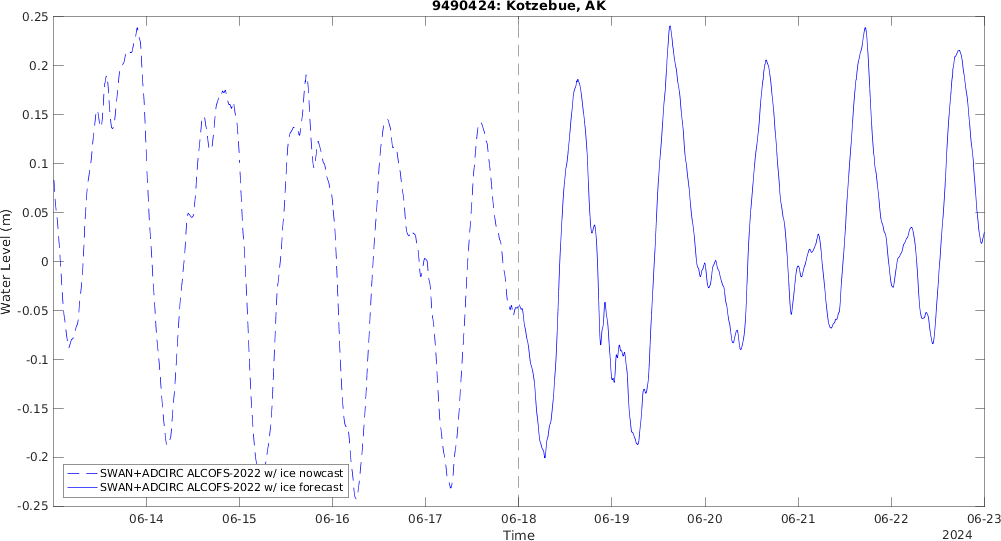 9490424: Kotzebue, AK
0.25
0.2
0.15
0.1
0.05
0
-0.05
-0.1
-0.15
-0.2
-0.25
Water Level (m)
SWAN+ADCIRC ALCOFS-2022 w/ ice nowcast
SWAN+ADCIRC ALCOFS-2022 w/ ice forecast
06-14 06-15 06-16 06-17 06-18 06-19 06-20 06-21 06-22 06-23
Time
2024